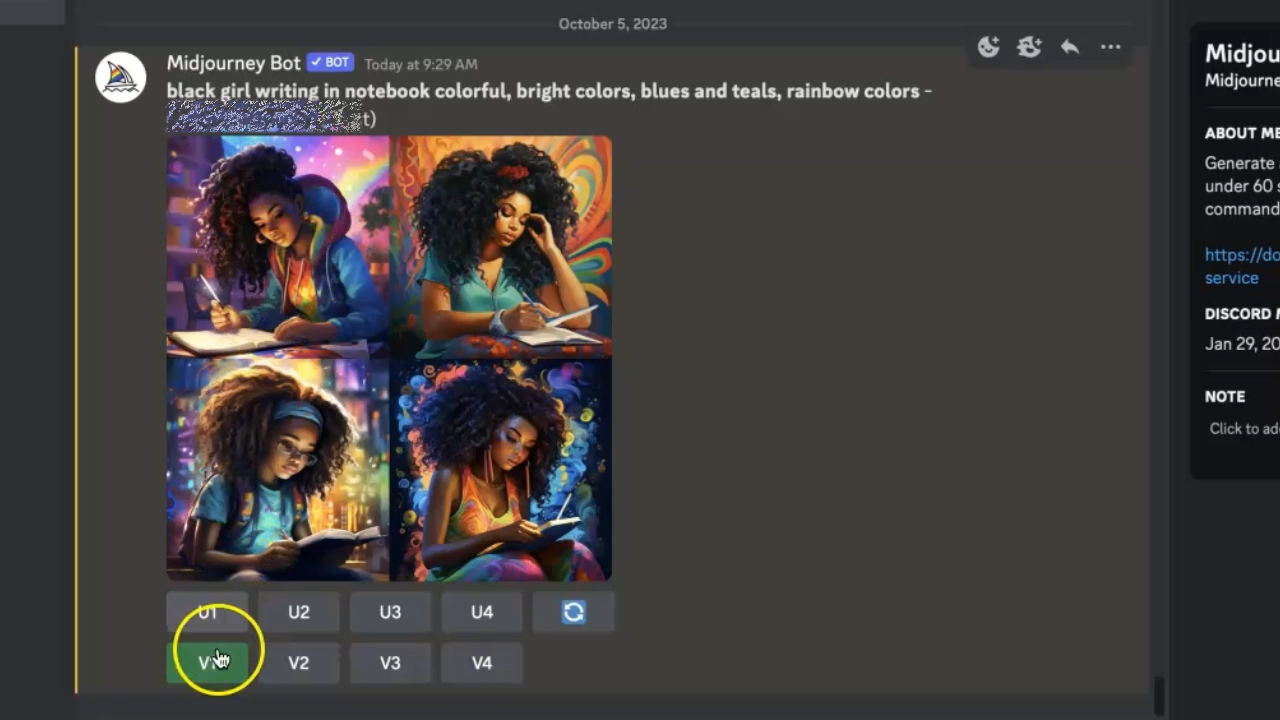 October 5, 2023
Midjourney Bot ✓ BOT Today at 9:29 AM
black girl writing in notebook colorful, bright colors, blues and teals, rainbow colors -
t)
U1 U2 U3 U4
V1 V2 V3 V4
Midjou
Midjourne
ABOUT ME
Generate
under 60 s
command
https://do
service
DISCORD M
Jan 29, 20
NOTE
Click to ad